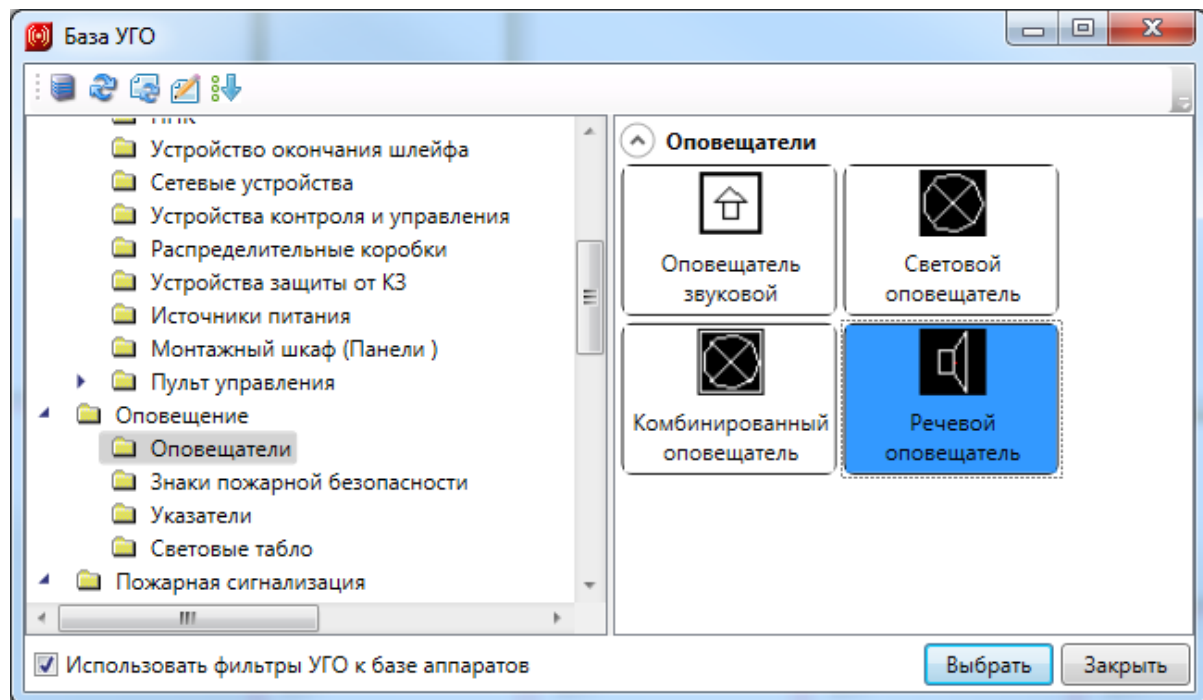 База УГО
Устройство окончания шлейфа
Сетевые устройства
Устройства контроля и управления
Распределительные коробки
Устройства защиты от КЗ
Источники питания
Монтажный шкаф (Панели )
Пульт управления
Оповещение
Оповещатели
Знаки пожарной безопасности
Указатели
Световые табло
Пожарная сигнализация
Оповещатели
Оповещатель
звуковой
Световой
оповещатель
Комбинированный
оповещатель
Речевой
оповещатель
Использовать фильтры УГО к базе аппаратов
Выбрать
Закрыть